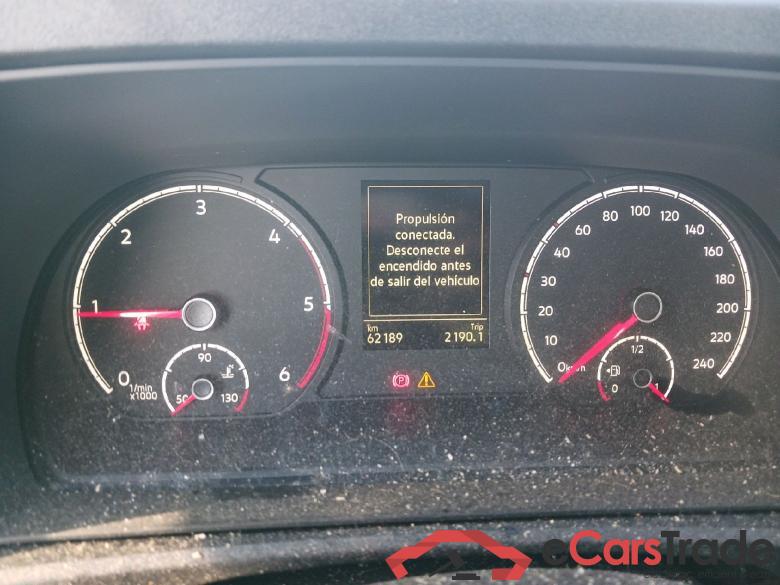 Propulsión
conectada.
Desconecte el
encendido antes
de salir del vehículo
km Trip
62189 2190.1
0 1 2 3 4 5 6
1/min
x1000
50 90 130
0 10 20 30 40 60 80 100 120 140 160 180 200 220 240
0 1/2 1
P
eCarsTrade